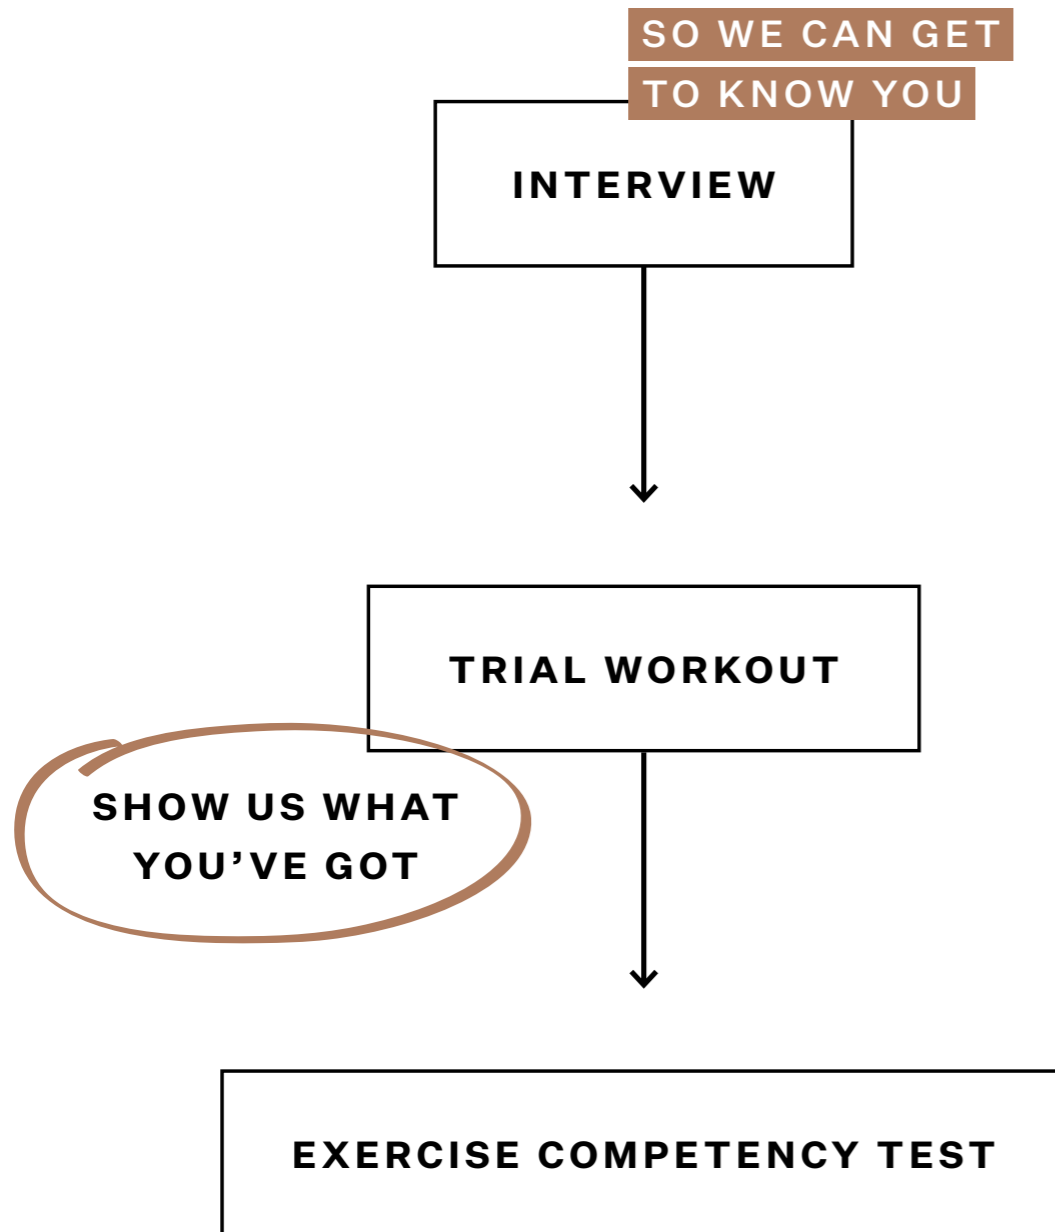 SO WE CAN GET
TO KNOW YOU
INTERVIEW
TRIAL WORKOUT
SHOW US WHAT
YOU’VE GOT
EXERCISE COMPETENCY TEST